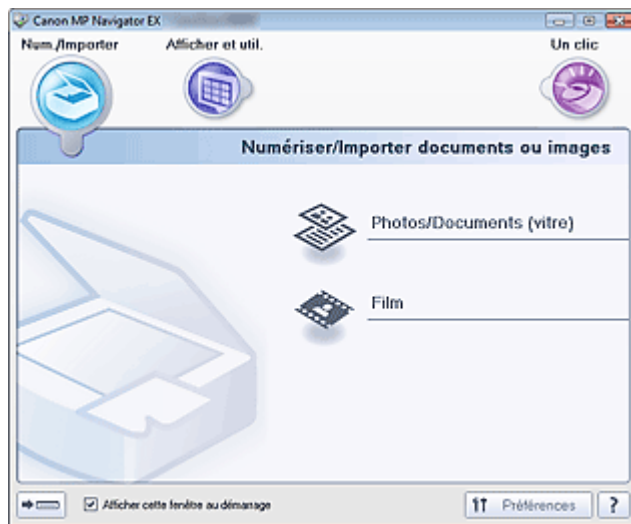 Canon MP Navigator EX
Num./Importer
Afficher et util.
Un clic
Numériser/Importer documents ou images
Photos/Documents (vitre)
Film
Afficher cette fenêtre au démarrage
Préférences
?